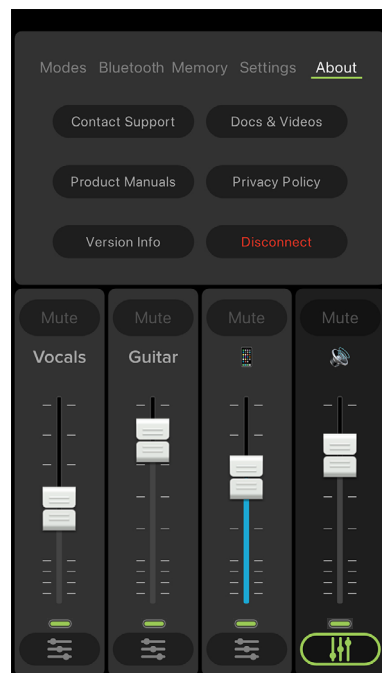 Modes Bluetooth Memory Settings About
Contact Support Docs & Videos
Product Manuals Privacy Policy
Version Info Disconnect
Mute Mute Mute Mute
Vocals Guitar